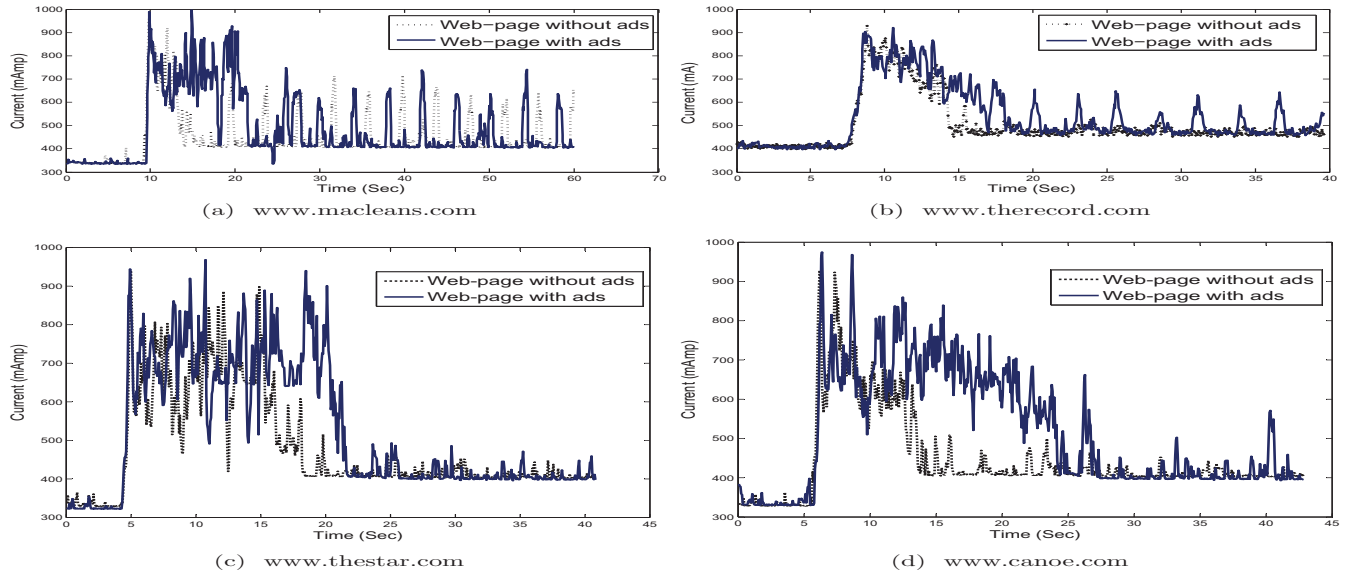 1000
900
800
700
600
500
400
300
Current (mAmp)
0 10 20 30 40 50 60 70
Time (Sec)
Web-page without ads
Web-page with ads
(a) www.macleans.com
1000
900
800
700
600
500
400
300
Current (mA)
0 5 10 15 20 25 30 35 40
Time (Sec)
Web-page without ads
Web-page with ads
(b) www.therecord.com
1000
900
800
700
600
500
400
300
Current (mAmp)
0 5 10 15 20 25 30 35 40 45
Time (Sec)
Web-page without ads
Web-page with ads
(c) www.thestar.com
1000
900
800
700
600
500
400
300
Current (mAmp)
0 5 10 15 20 25 30 35 40 45
Time (Sec)
Web-page without ads
Web-page with ads
(d) www.canoe.com